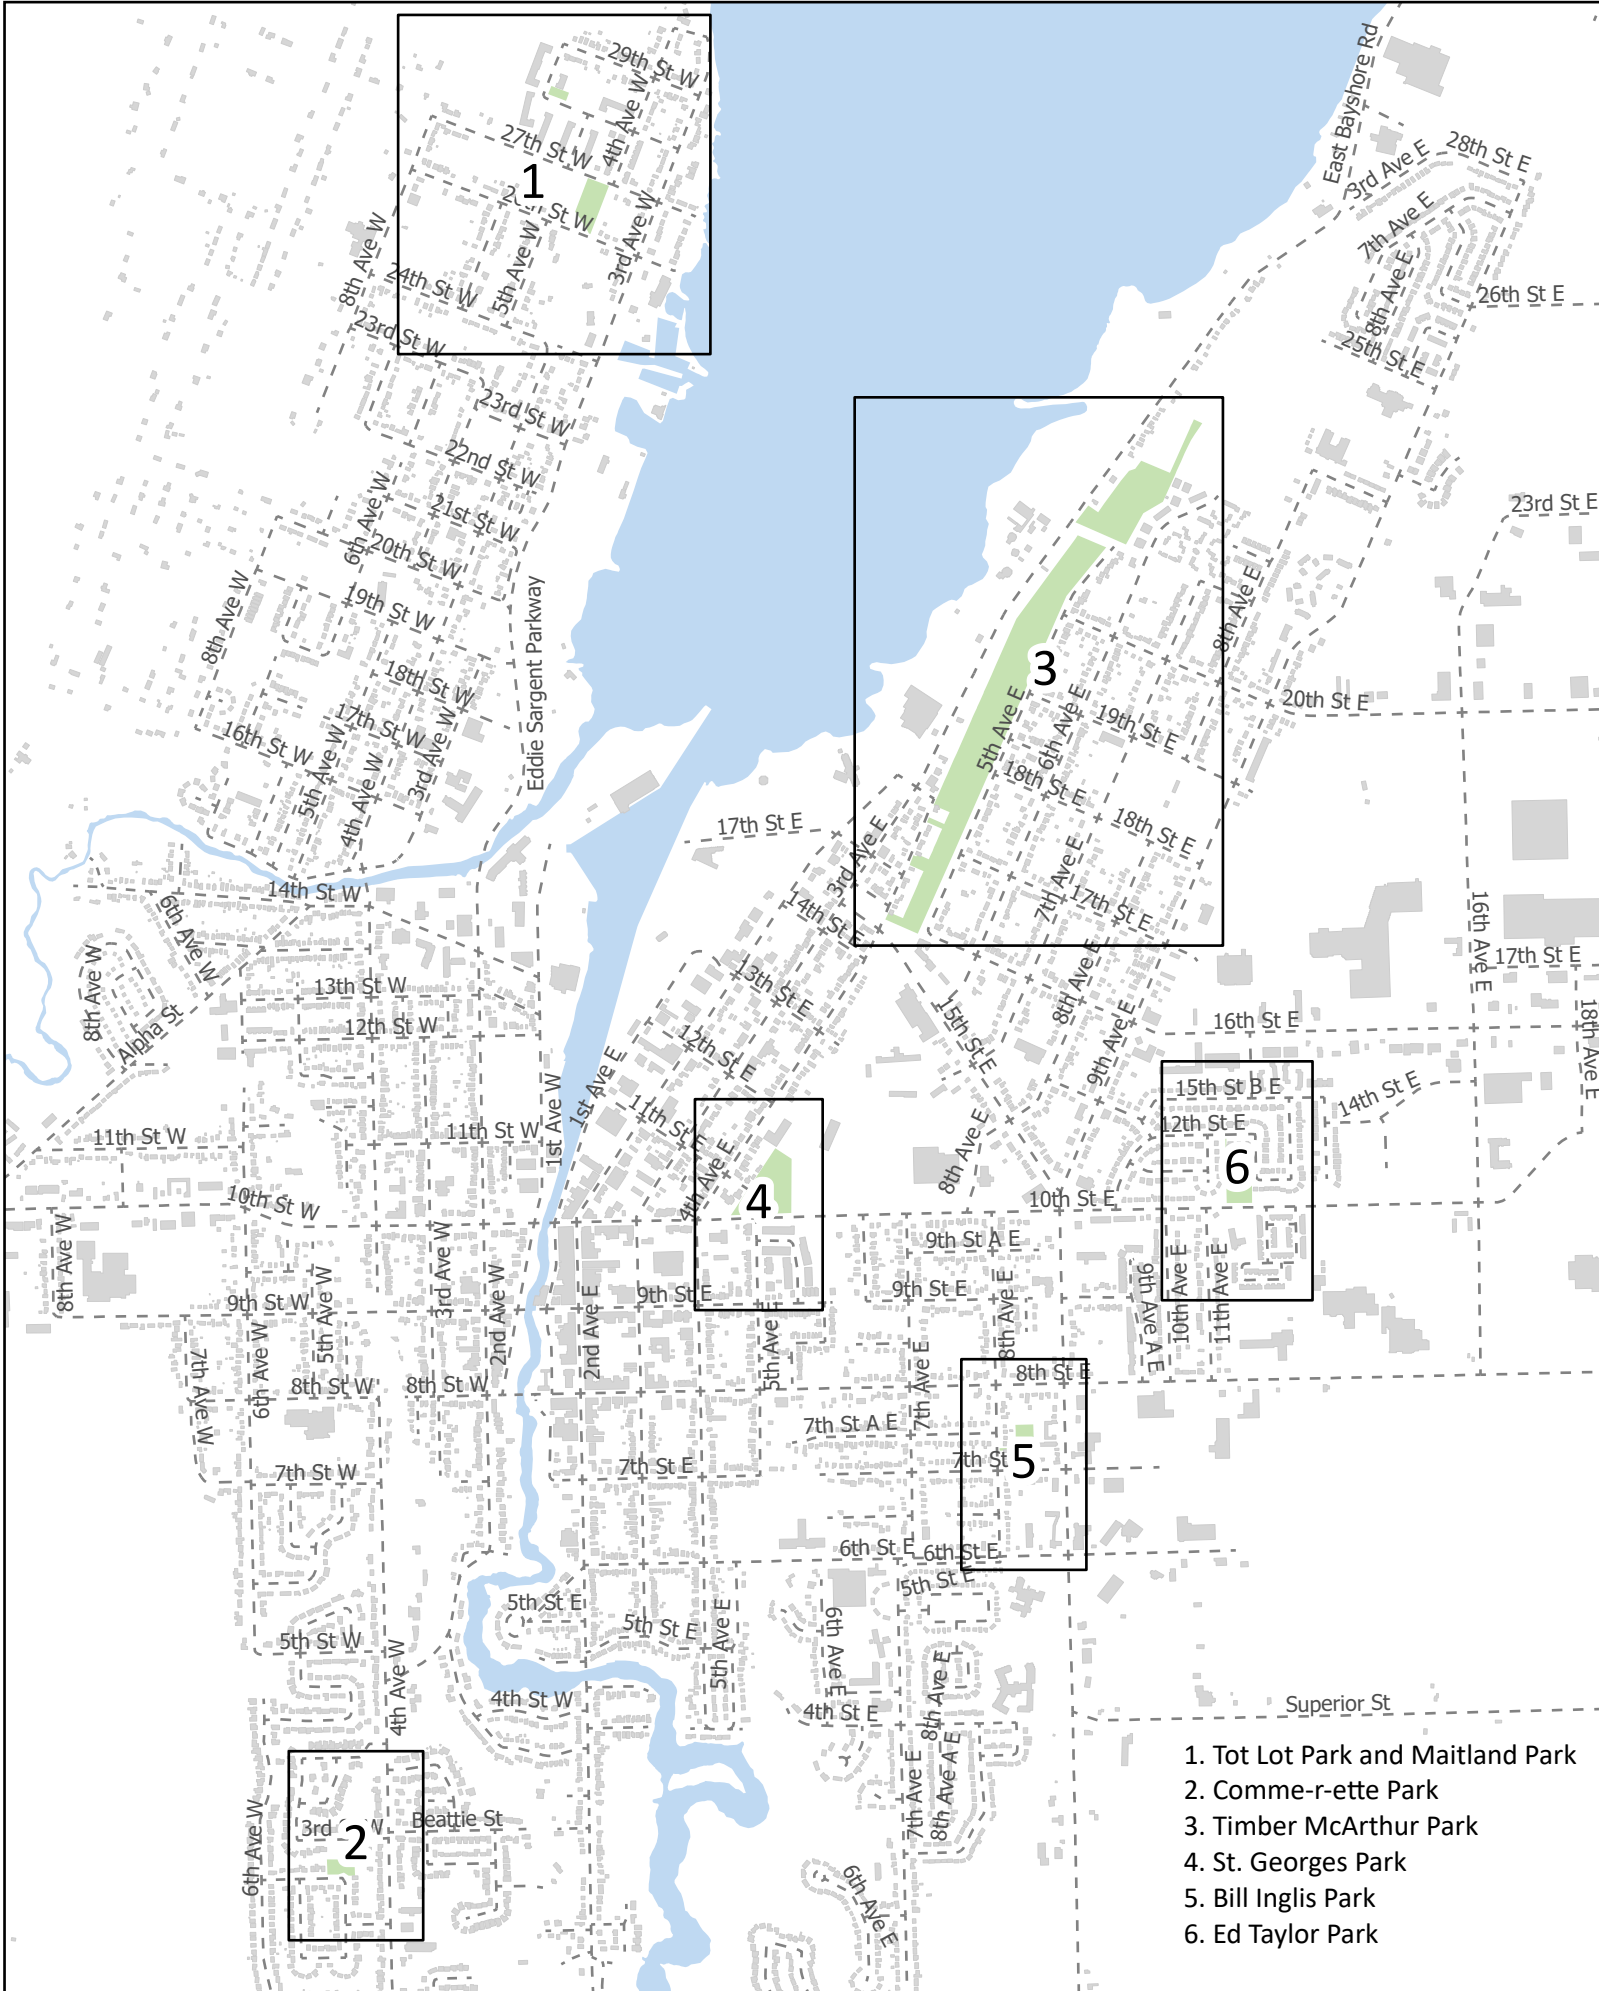 29th St W
4th Ave W
27th St W
1
St W
3rd Ave W
5th Ave W
8th Ave W
24th St W
23rd St W
23rd St W
22nd St W
21st St W
6th Ave W
20th St W
19th St W
8th Ave W
18th St W
17th St W
16th St W
3rd Ave W
5th Ave W
4th Ave W
Eddie Sargent Parkway
East Bayshore Rd
28th St E
3rd Ave E
7th Ave E
8th Ave E
26th St E
25th St E
23rd St E
8th Ave E
3
20th St E
5th Ave E
6th Ave E
19th St E
18th St E
18th St E
17th St E
3rd Ave E
7th Ave E
17th St E
14th St E
14th St W
6th Ave W
8th Ave W
13th St W
12th St W
Alpha St
13th St E
12th St E
15th St E
8th Ave E
9th Ave E
16th Ave E
17th St E
18th Ave E
16th St E
15th St B E
14th St E
12th St E
11th St W
11th St W
1st Ave W
1st Ave E
11th St E
4th Ave E
4
8th Ave E
6
10th St E
10th St W
8th Ave W
9th St A E
9th St E
9th St E
9th St W
3rd Ave W
2nd Ave W
2nd Ave E
5th Ave E
5th Ave W
6th Ave W
7th Ave W
8th Ave E
7th Ave E
9th Ave A E
10th Ave E
11th Ave E
8th St W
8th St W
8th St E
7th St A E
7th St
5
7th St W
7th St E
6th St E
6th St E
5th St E
5th St E
5th St E
5th St W
4th Ave W
4th St W
5th Ave E
6th Ave E
4th St E
8th Ave E
7th Ave E
8th Ave A E
Superior St
6th Ave W
3rd
W
2
Beattie St
6th Ave E
1. Tot Lot Park and Maitland Park
2. Comme-r-ette Park
3. Timber McArthur Park
4. St. Georges Park
5. Bill Inglis Park
6. Ed Taylor Park